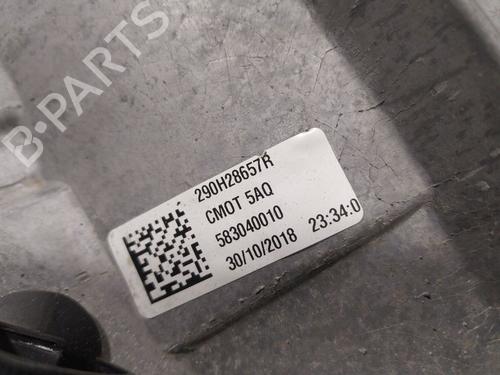 B-PARTS
290H28657R
CMOT 5AQ
583040010
30/10/2018 23:34:0